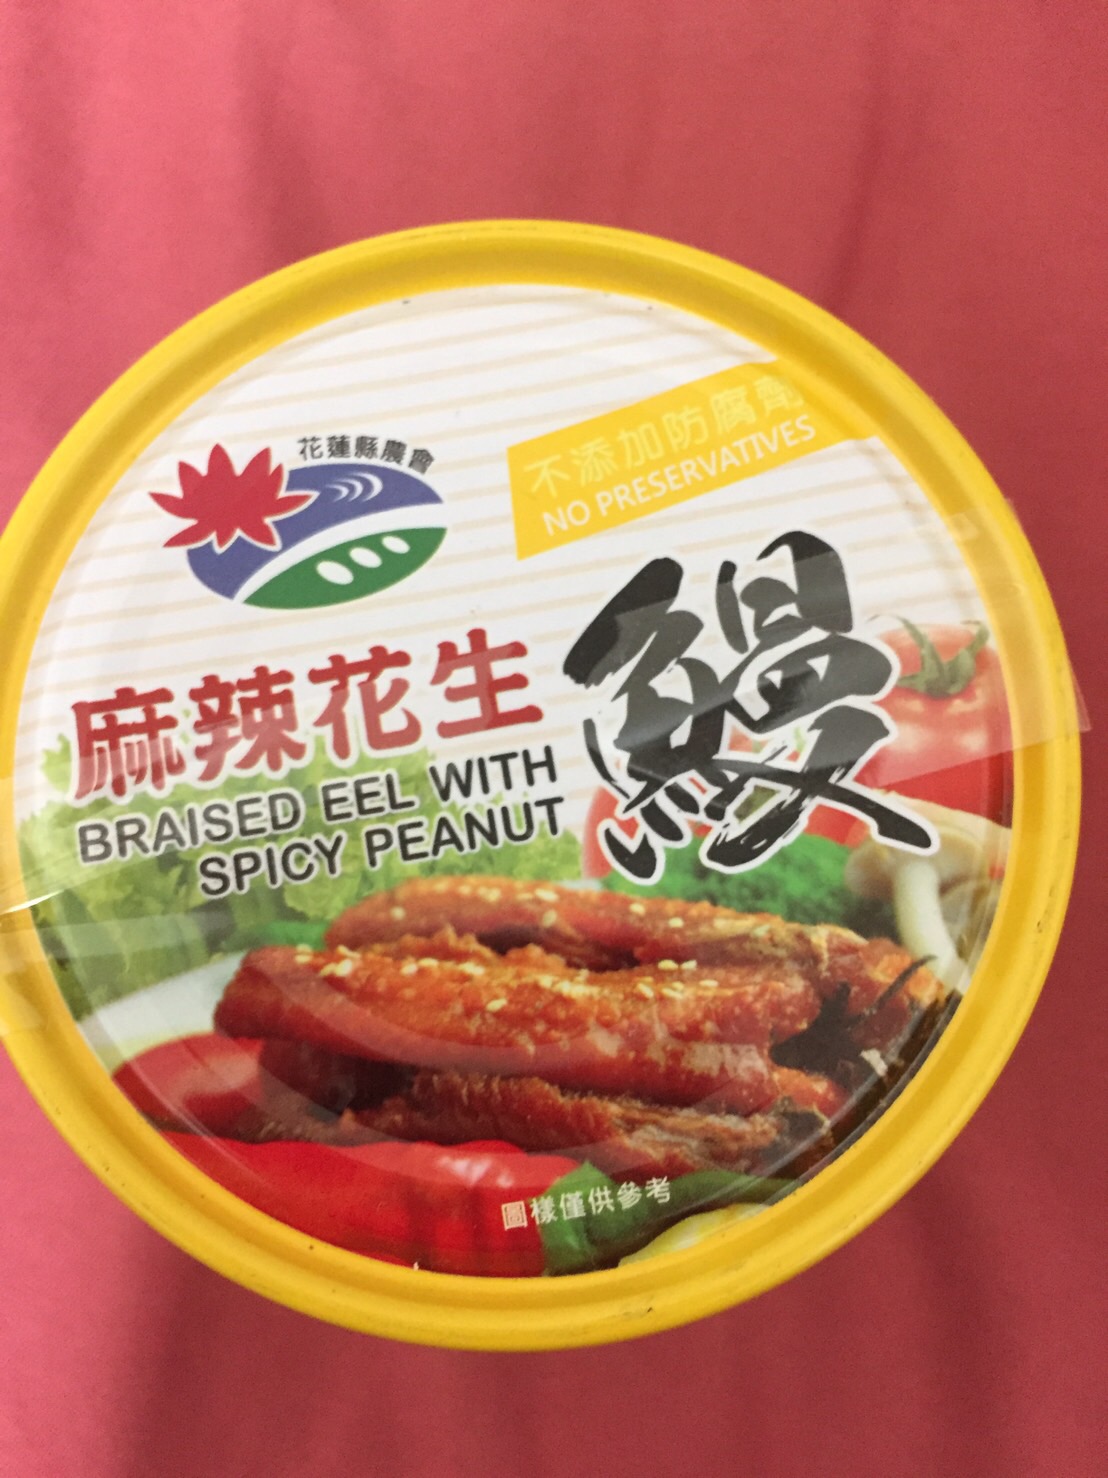 花蓮縣農會
不添加防腐劑
NO PRESERVATIVES
麻辣花生
鰻
BRAISED EEL WITH
SPICY PEANUT
圖樣僅供參考